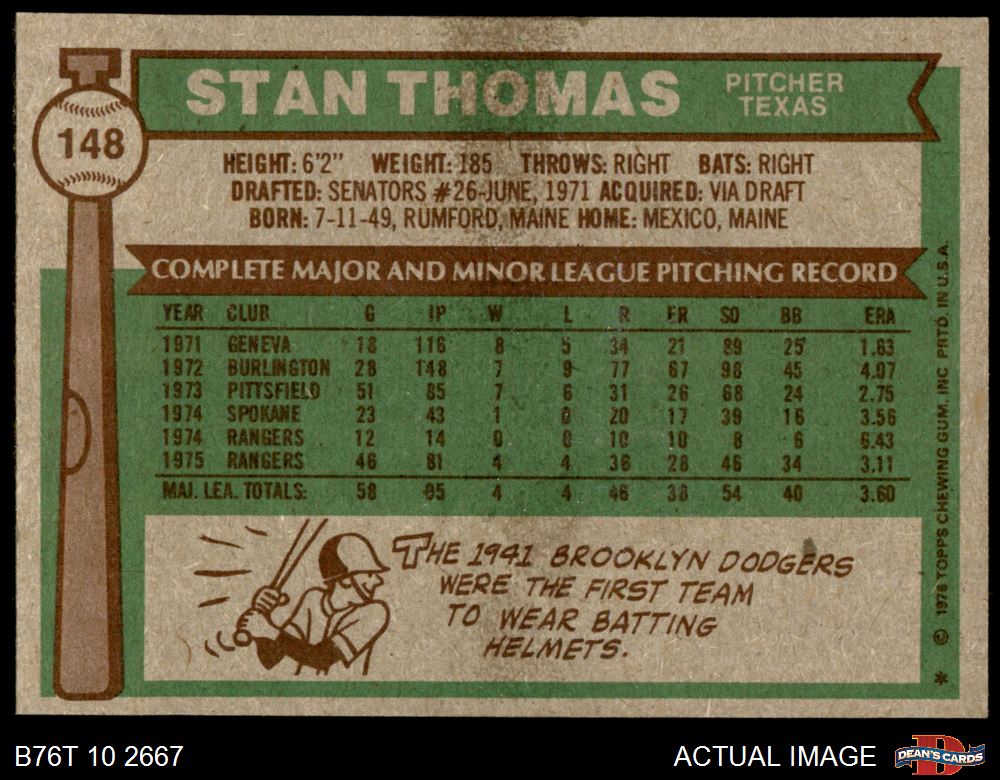 STAN THOMAS
PITCHER
TEXAS
148
HEIGHT: 6'2" WEIGHT: 185 THROWS: RIGHT BATS: RIGHT
DRAFTED: SENATORS #26-JUNE, 1971 ACQUIRED: VIA DRAFT
BORN: 7-11-49, RUMFORD, MAINE HOME: MEXICO, MAINE
COMPLETE MAJOR AND MINOR LEAGUE PITCHING RECORD
YEAR CLUB G IP W L R ER SO BB ERA
1971 GENEVA 18 116 8 5 34 21 89 25 1.63
1972 BURLINGTON 28 148 7 9 77 67 98 45 4.07
1973 PITTSFIELD 51 85 7 6 31 26 68 24 2.75
1974 SPOKANE 23 43 1 0 20 17 39 16 3.56
1974 RANGERS 12 14 0 0 10 10 8 6 6.43
1975 RANGERS 46 81 4 4 36 28 46 34 3.11
MAJ. LEA. TOTALS: 58 95 4 4 46 38 54 40 3.60
THE 1941 BROOKLYN DODGERS
WERE THE FIRST TEAM
TO WEAR BATTING
HELMETS.
* © 1976 TOPPS CHEWING GUM, INC PRTD. IN U.S.A.
B76T 10 2667
ACTUAL IMAGE
DEAN'S CARDS